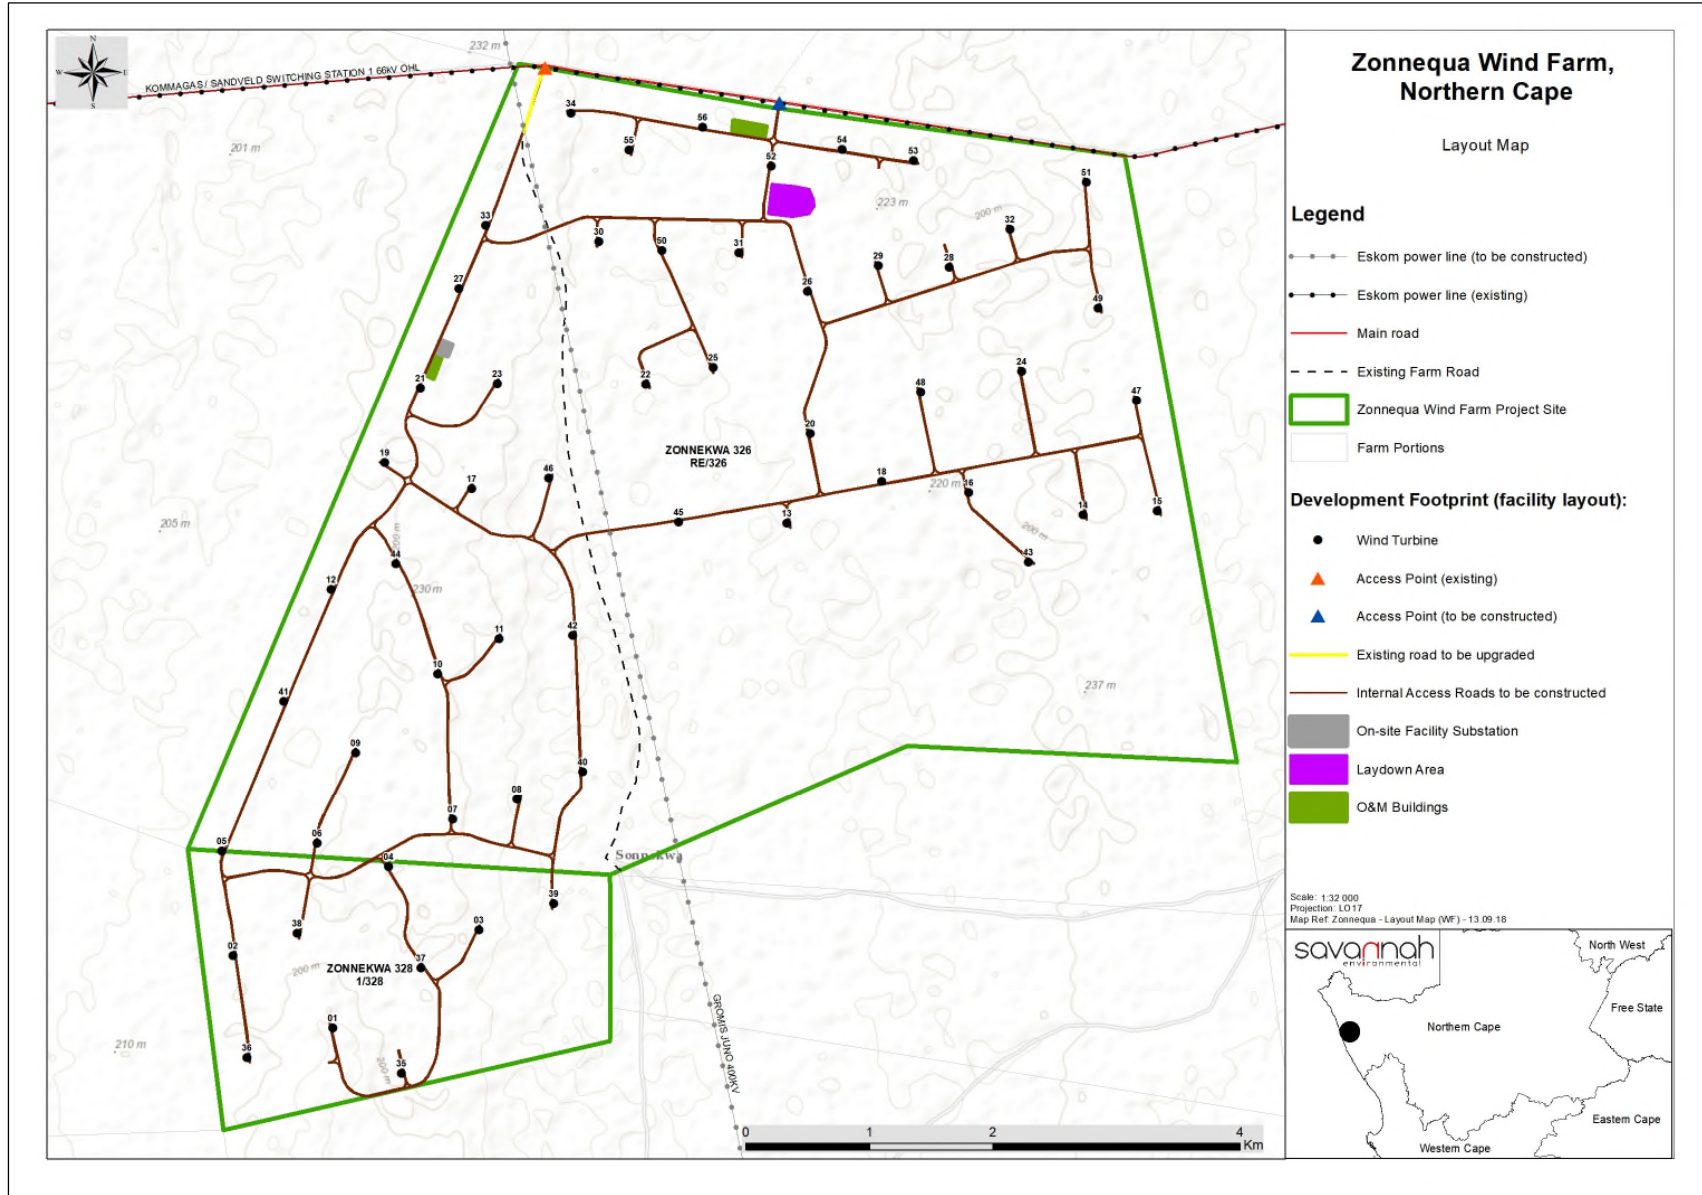 Zonnequa Wind Farm,
Northern Cape
Layout Map
Legend
Eskom power line (to be constructed)
Eskom power line (existing)
Main road
Existing Farm Road
Zonnequa Wind Farm Project Site
Farm Portions
Development Footprint (facility layout):
Wind Turbine
Access Point (existing)
Access Point (to be constructed)
Existing road to be upgraded
Internal Access Roads to be constructed
On-site Facility Substation
Laydown Area
O&M Buildings
Scale: 1:32 000
Projection: LO17
Map Ref: Zonnequa - Layout Map (WF) - 13.09.18
savannah
environmental
North West
Free State
Northern Cape
Eastern Cape
Western Cape
N
W E
S
232 m
KOMMAGAS / SANDVELD SWITCHING STATION 1 66kV OHL
34
56
55
54
53
201 m
52
51
223 m
200 m
33
32
30
50
31
29
28
27
26
49
25
24
21
23
22
48
47
20
ZONNEKWA 326
RE/326
19
46
17
18
16
220 m
15
14
45
13
205 m
200 m
200 m
44
43
12
230 m
11
42
10
237 m
41
09
40
08
07
06
05
04
Sonnekwa
39
03
38
02
37
200 m
ZONNEKWA 328
1/328
01
GROMIS JUNO 400KV
210 m
36
35
200 m
0 1 2 4
Km